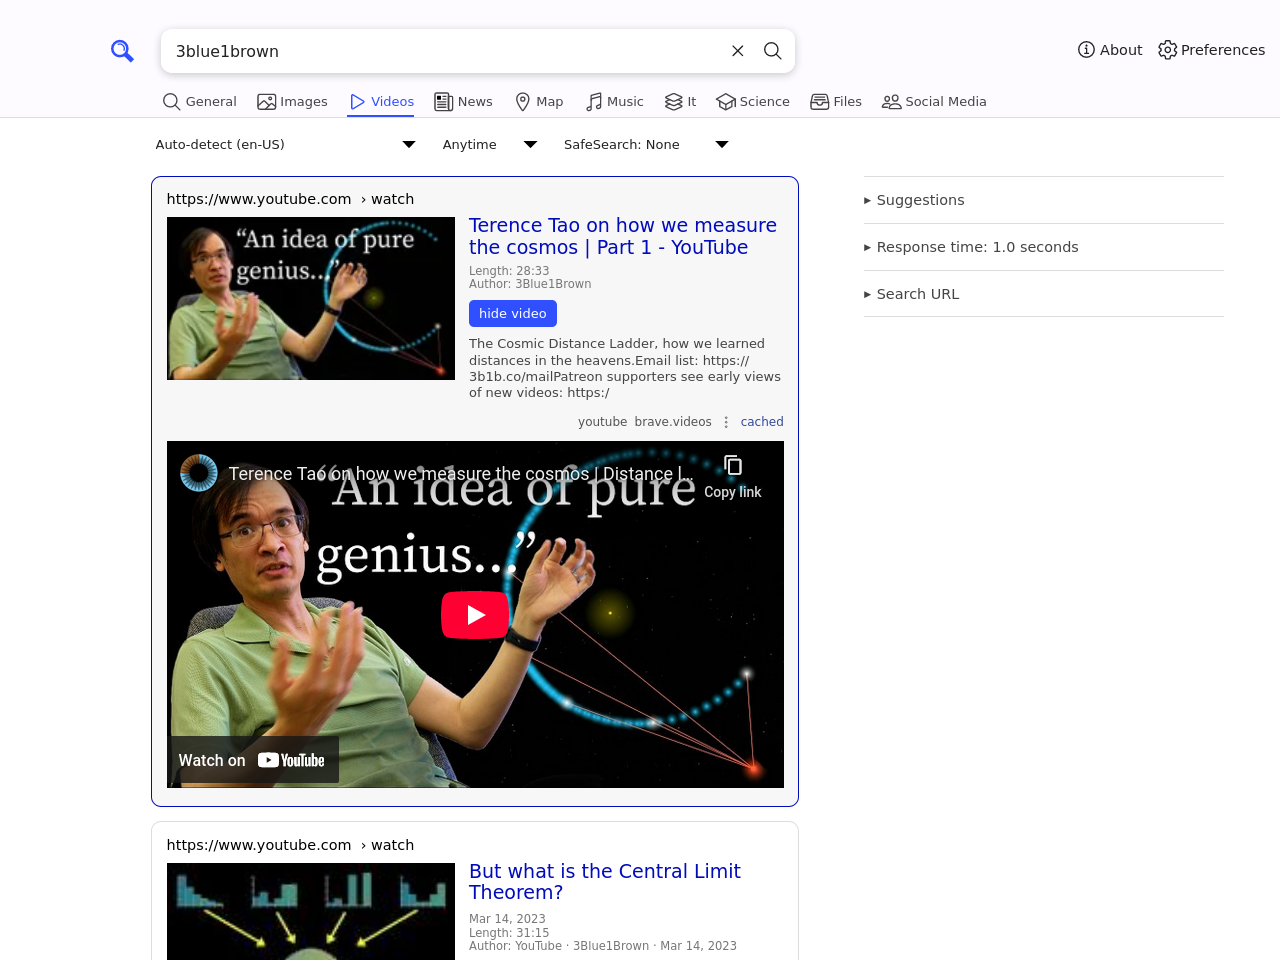 3blue1brown
About
Preferences
General
Images
Videos
News
Map
Music
It
Science
Files
Social Media
Auto-detect (en-US)
Anytime
SafeSearch: None
https://www.youtube.com › watch
“An idea of pure
genius...”
Terence Tao on how we measure
the cosmos | Part 1 - YouTube
Length: 28:33
Author: 3Blue1Brown
hide video
The Cosmic Distance Ladder, how we learned
distances in the heavens.Email list: https://
3b1b.co/mailPatreon supporters see early views
of new videos: https:/
youtube brave.videos ⋮ cached
Terence Tao on how we measure the cosmos | Distance l...
Copy link
“An idea of pure
genius...”
Watch on YouTube
https://www.youtube.com › watch
But what is the Central Limit
Theorem?
Mar 14, 2023
Length: 31:15
Author: YouTube · 3Blue1Brown · Mar 14, 2023
Suggestions
Response time: 1.0 seconds
Search URL